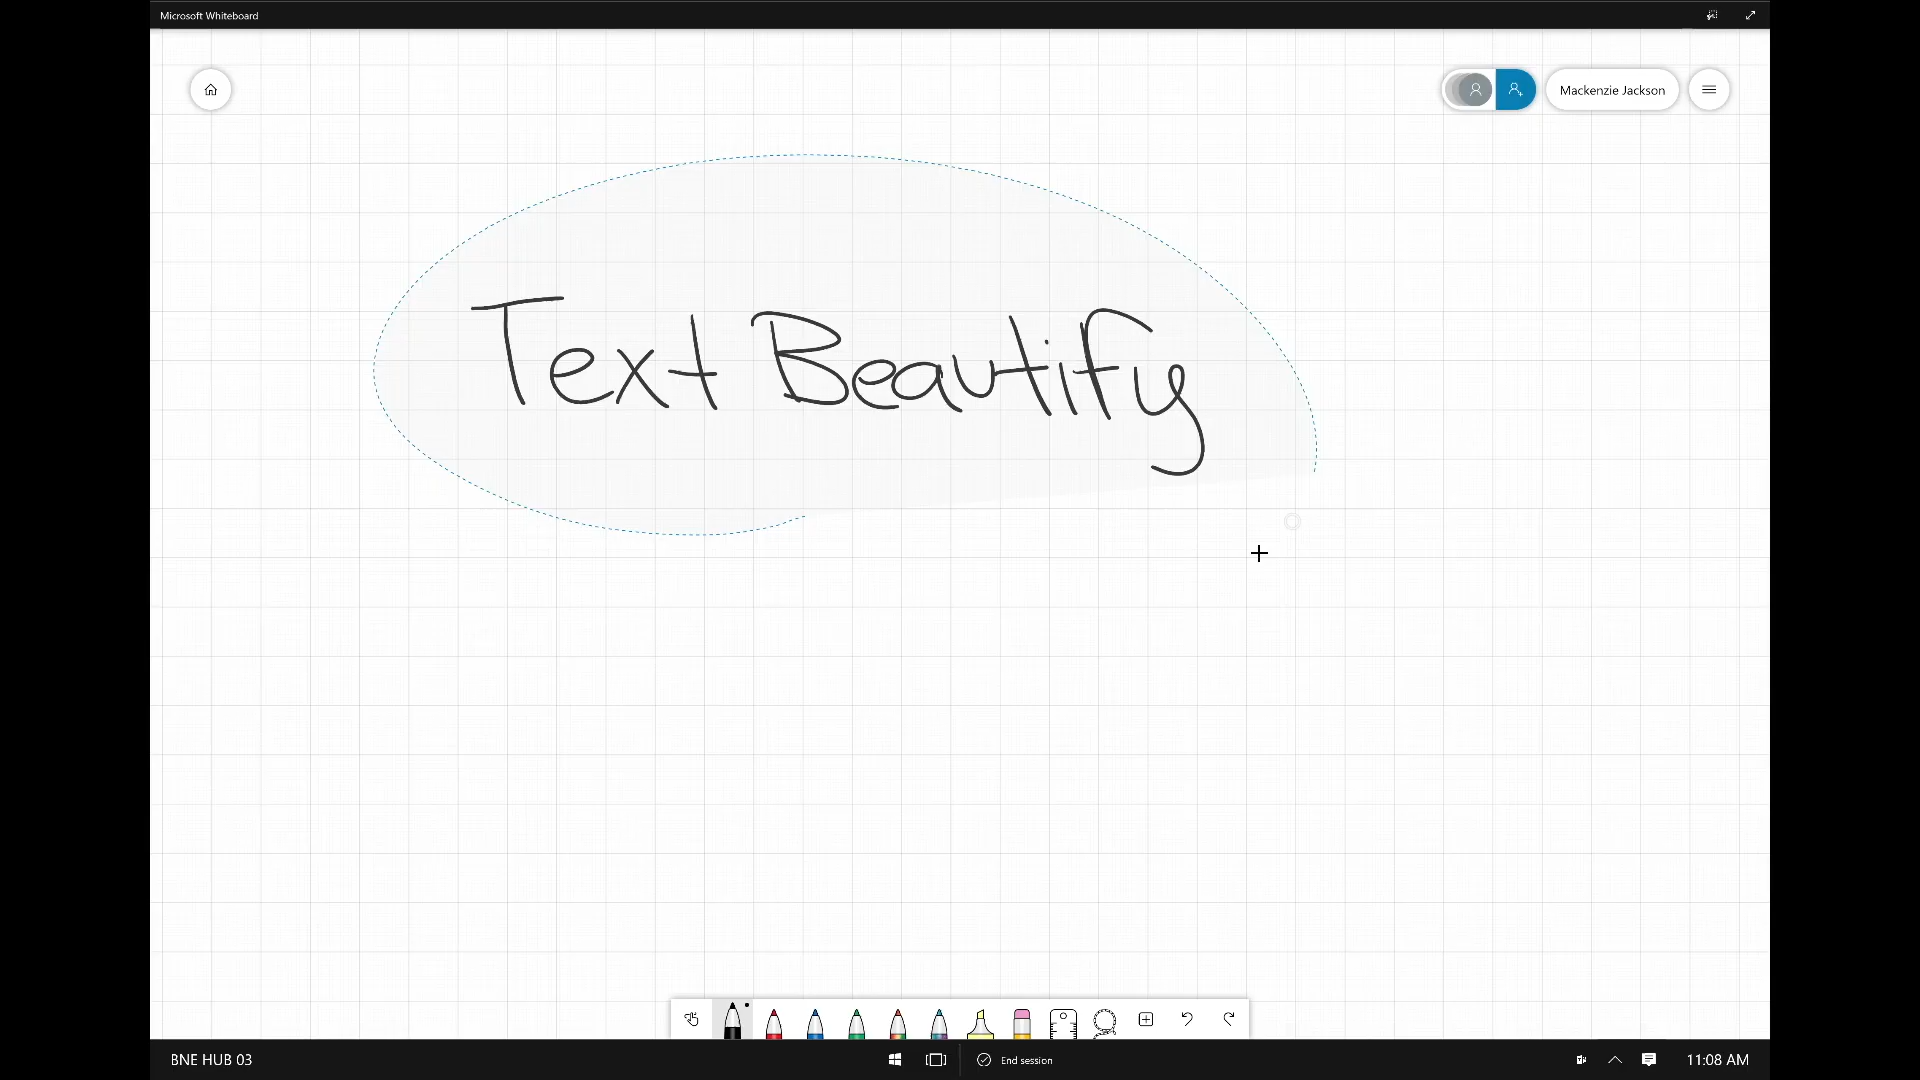 Microsoft Whiteboard
Mackenzie Jackson
Text Beautify
BNE HUB 03
End session
11:08 AM